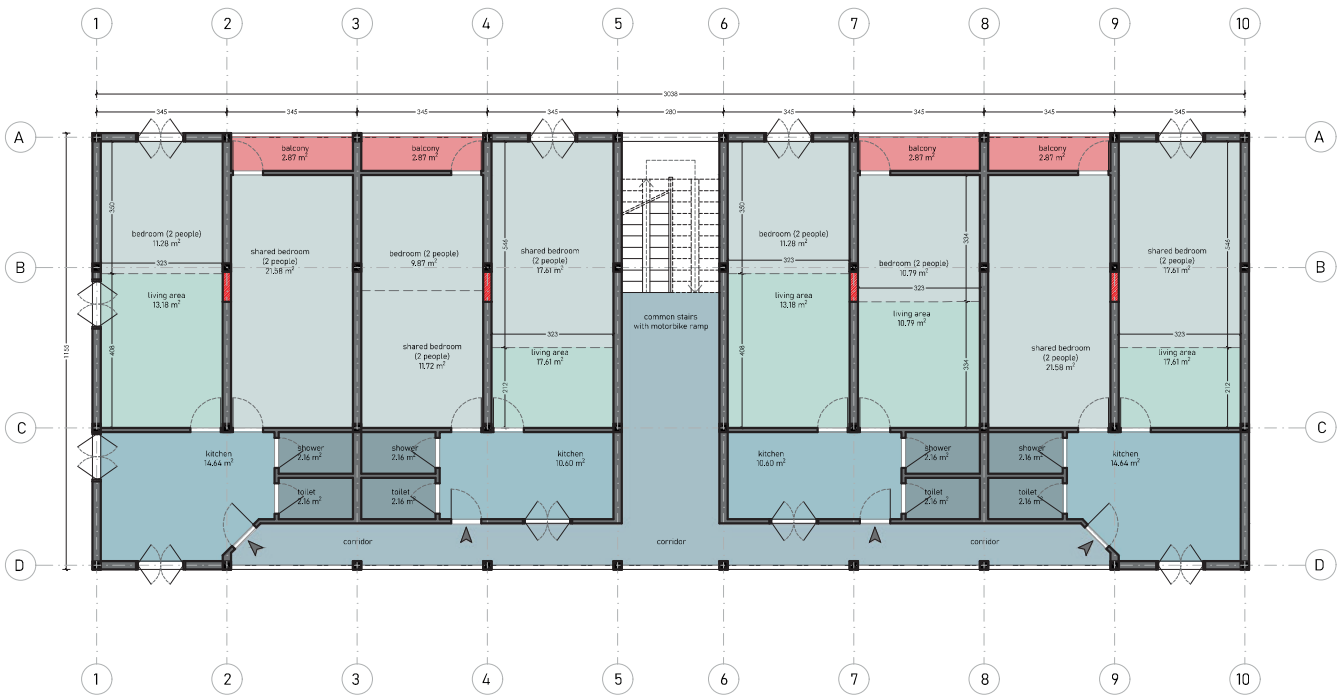 1 2 3 4 5 6 7 8 9 10
3038
345 345 345 345 280 345 345 345 345
A A
balcony
2.87 m²
balcony
2.87 m²
balcony
2.87 m²
balcony
2.87 m²
350
546
350
334
546
bedroom (2 people)
11.28 m²
shared bedroom
(2 people)
21.58 m²
bedroom (2 people)
9.87 m²
shared bedroom
(2 people)
17.61 m²
bedroom (2 people)
11.28 m²
bedroom (2 people)
10.79 m²
shared bedroom
(2 people)
17.61 m²
B B
323
323
323
living area
13.18 m²
common stairs
with motorbike ramp
living area
13.18 m²
living area
10.79 m²
323
323
shared bedroom
(2 people)
11.72 m²
living area
17.61 m²
shared bedroom
(2 people)
21.58 m²
living area
17.61 m²
1155
408
212
408
334
212
C C
kitchen
14.64 m²
shower
2.16 m²
shower
2.16 m²
kitchen
10.60 m²
kitchen
10.60 m²
shower
2.16 m²
shower
2.16 m²
kitchen
14.64 m²
toilet
2.16 m²
toilet
2.16 m²
toilet
2.16 m²
toilet
2.16 m²
corridor
corridor
corridor
D D
1 2 3 4 5 6 7 8 9 10